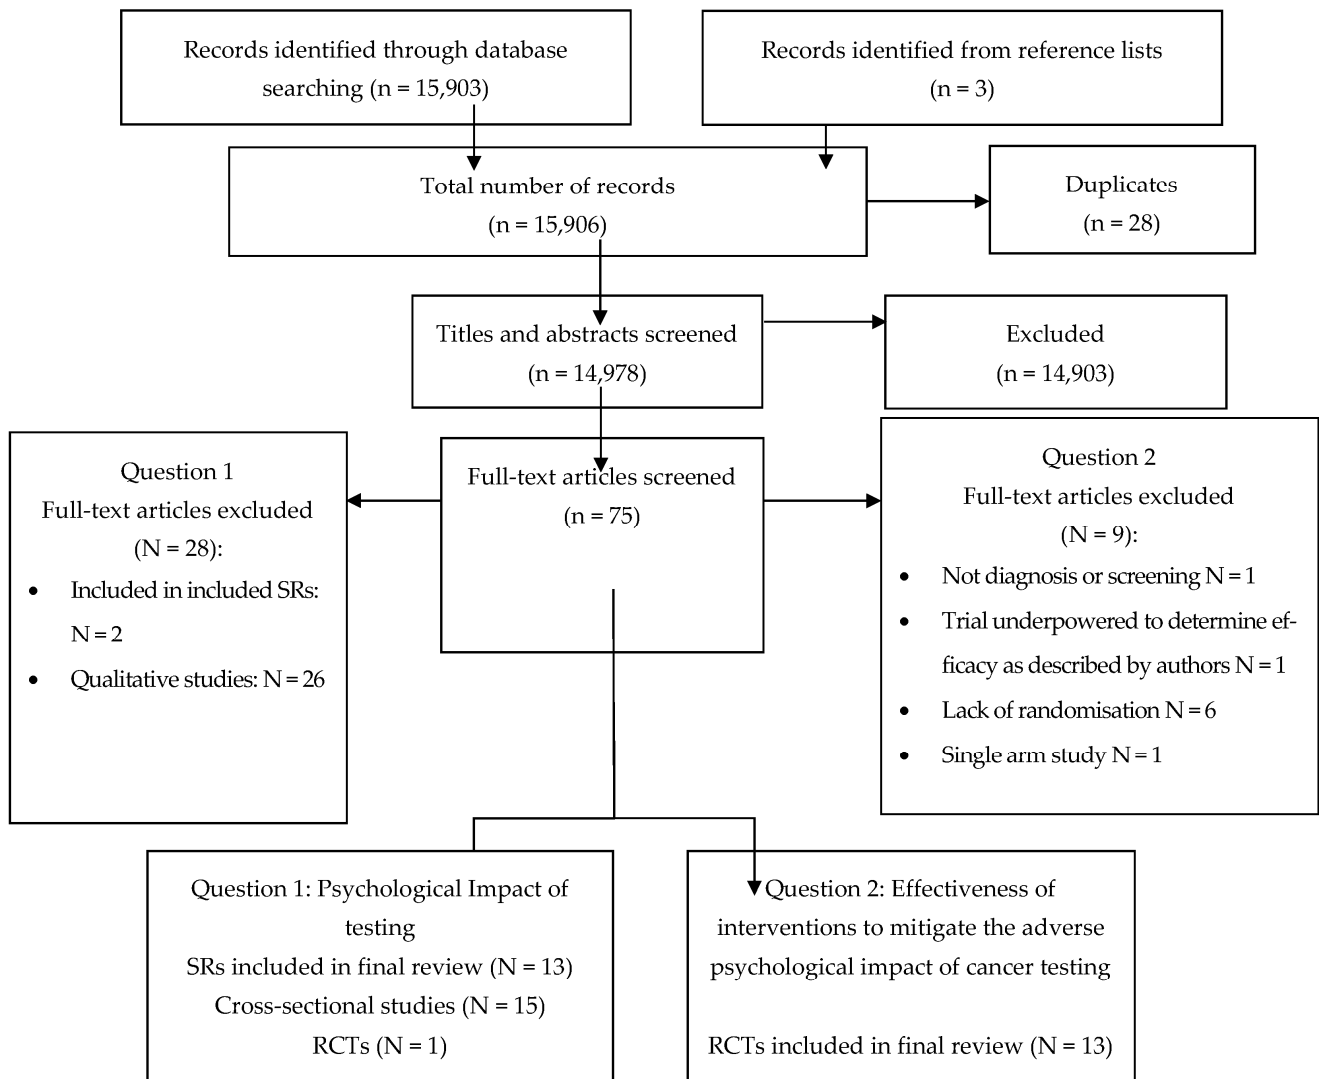 Records identified through database
searching (n = 15,903)
Records identified from reference lists
(n = 3)
Total number of records
(n = 15,906)
Duplicates
(n = 28)
Titles and abstracts screened
(n = 14,978)
Excluded
(n = 14,903)
Question 1
Full-text articles excluded
(N = 28):
• Included in included SRs:
N = 2
• Qualitative studies: N = 26
Full-text articles screened
(n = 75)
Question 2
Full-text articles excluded
(N = 9):
• Not diagnosis or screening N = 1
• Trial underpowered to determine ef-
ficacy as described by authors N = 1
• Lack of randomisation N = 6
• Single arm study N = 1
Question 1: Psychological Impact of
testing
SRs included in final review (N = 13)
Cross-sectional studies (N = 15)
RCTs (N = 1)
Question 2: Effectiveness of
interventions to mitigate the adverse
psychological impact of cancer testing
RCTs included in final review (N = 13)